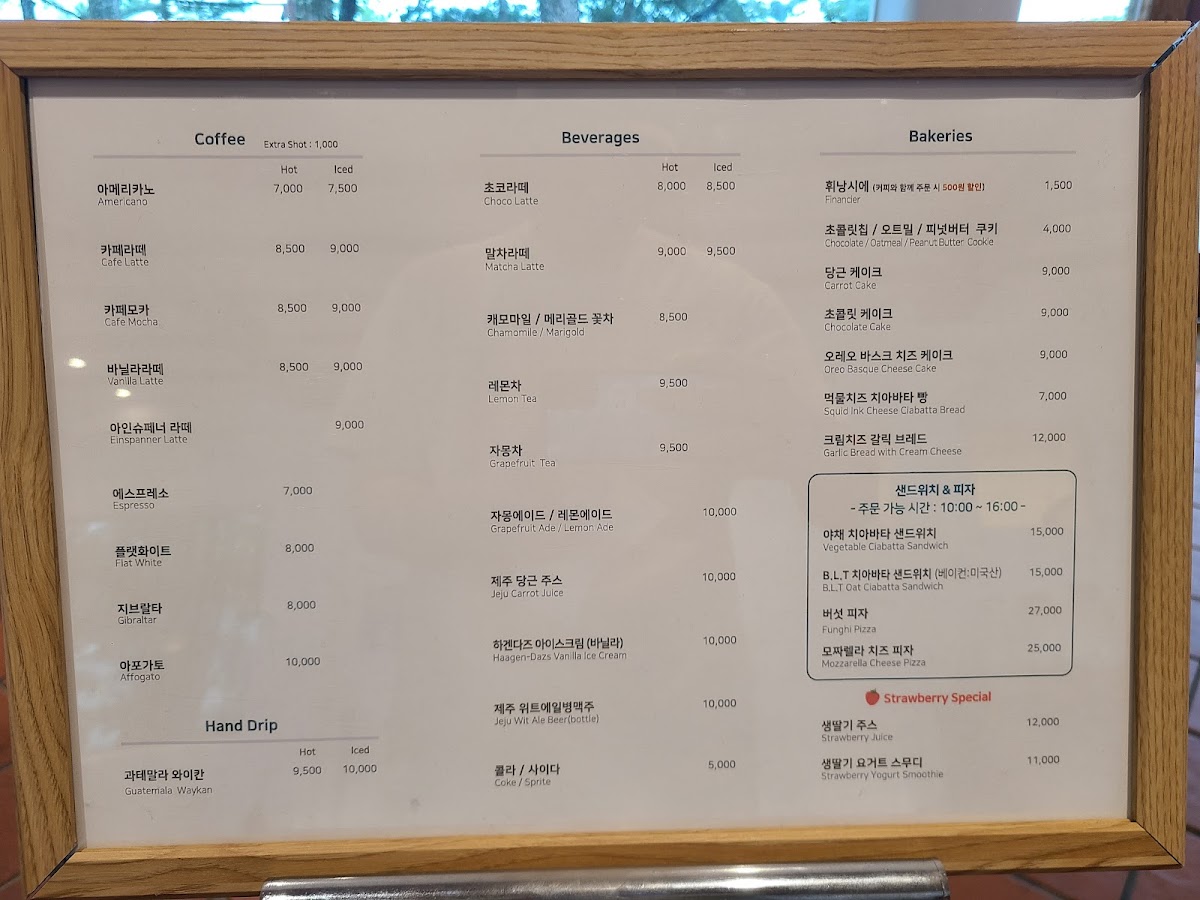 Coffee Extra Shot : 1,000
Hot Iced
아메리카노 7,000 7,500
Americano
카페라떼 8,500 9,000
Cafe Latte
카페모카 8,500 9,000
Cafe Mocha
바닐라라떼 8,500 9,000
Vanilla Latte
아인슈페너 라떼 9,000
Einspanner Latte
에스프레소 7,000
Espresso
플랫화이트 8,000
Flat White
지브랄타 8,000
Gibraltar
아포가토 10,000
Affogato
Hand Drip
Hot Iced
과테말라 와이칸 9,500 10,000
Guatemala Waykan
Beverages
Hot Iced
초코라떼 8,000 8,500
Choco Latte
말차라떼 9,000 9,500
Matcha Latte
캐모마일 / 메리골드 꽃차 8,500
Chamomile / Marigold
레몬차 9,500
Lemon Tea
자몽차 9,500
Grapefruit Tea
자몽에이드 / 레몬에이드 10,000
Grapefruit Ade / Lemon Ade
제주 당근 주스 10,000
Jeju Carrot Juice
하겐다즈 아이스크림 (바닐라) 10,000
Haagen-Dazs Vanilla Ice Cream
제주 위트에일병맥주 10,000
Jeju Wit Ale Beer(bottle)
콜라 / 사이다 5,000
Coke / Sprite
Bakeries
휘낭시에 (커피와 함께 주문 시 500원 할인) 1,500
Financier
초콜릿칩 / 오트밀 / 피넛버터 쿠키 4,000
Chocolate / Oatmeal / Peanut Butter Cookie
당근 케이크 9,000
Carrot Cake
초콜릿 케이크 9,000
Chocolate Cake
오레오 바스크 치즈 케이크 9,000
Oreo Basque Cheese Cake
먹물치즈 치아바타 빵 7,000
Squid Ink Cheese Ciabatta Bread
크림치즈 갈릭 브레드 12,000
Garlic Bread with Cream Cheese
샌드위치 & 피자
- 주문 가능 시간 : 10:00 ~ 16:00 -
야채 치아바타 샌드위치 15,000
Vegetable Ciabatta Sandwich
B.L.T 치아바타 샌드위치 (베이컨:미국산) 15,000
B.L.T Oat Ciabatta Sandwich
버섯 피자 27,000
Funghi Pizza
모짜렐라 치즈 피자 25,000
Mozzarella Cheese Pizza
Strawberry Special
생딸기 주스 12,000
Strawberry Juice
생딸기 요거트 스무디 11,000
Strawberry Yogurt Smoothie